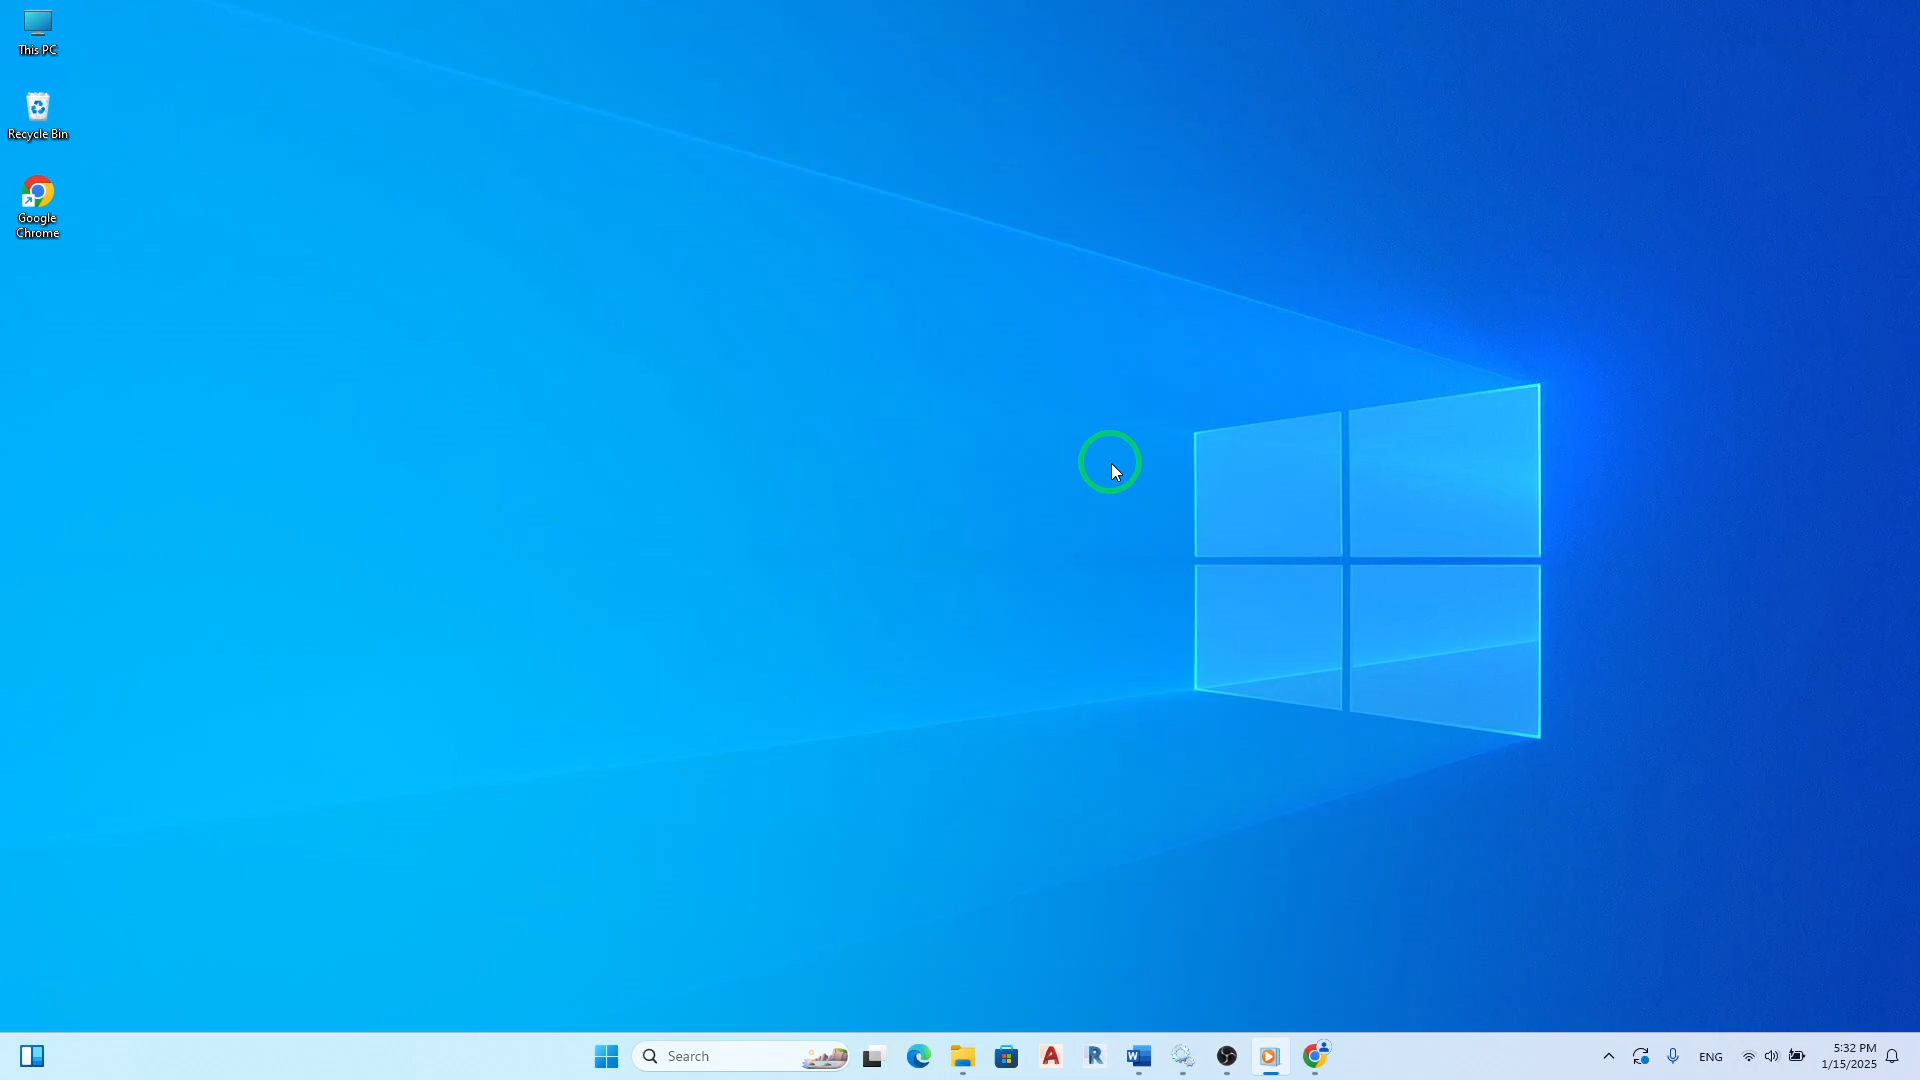 This PC
Recycle Bin
Google
Chrome
Search
ENG
5:32 PM
1/15/2025